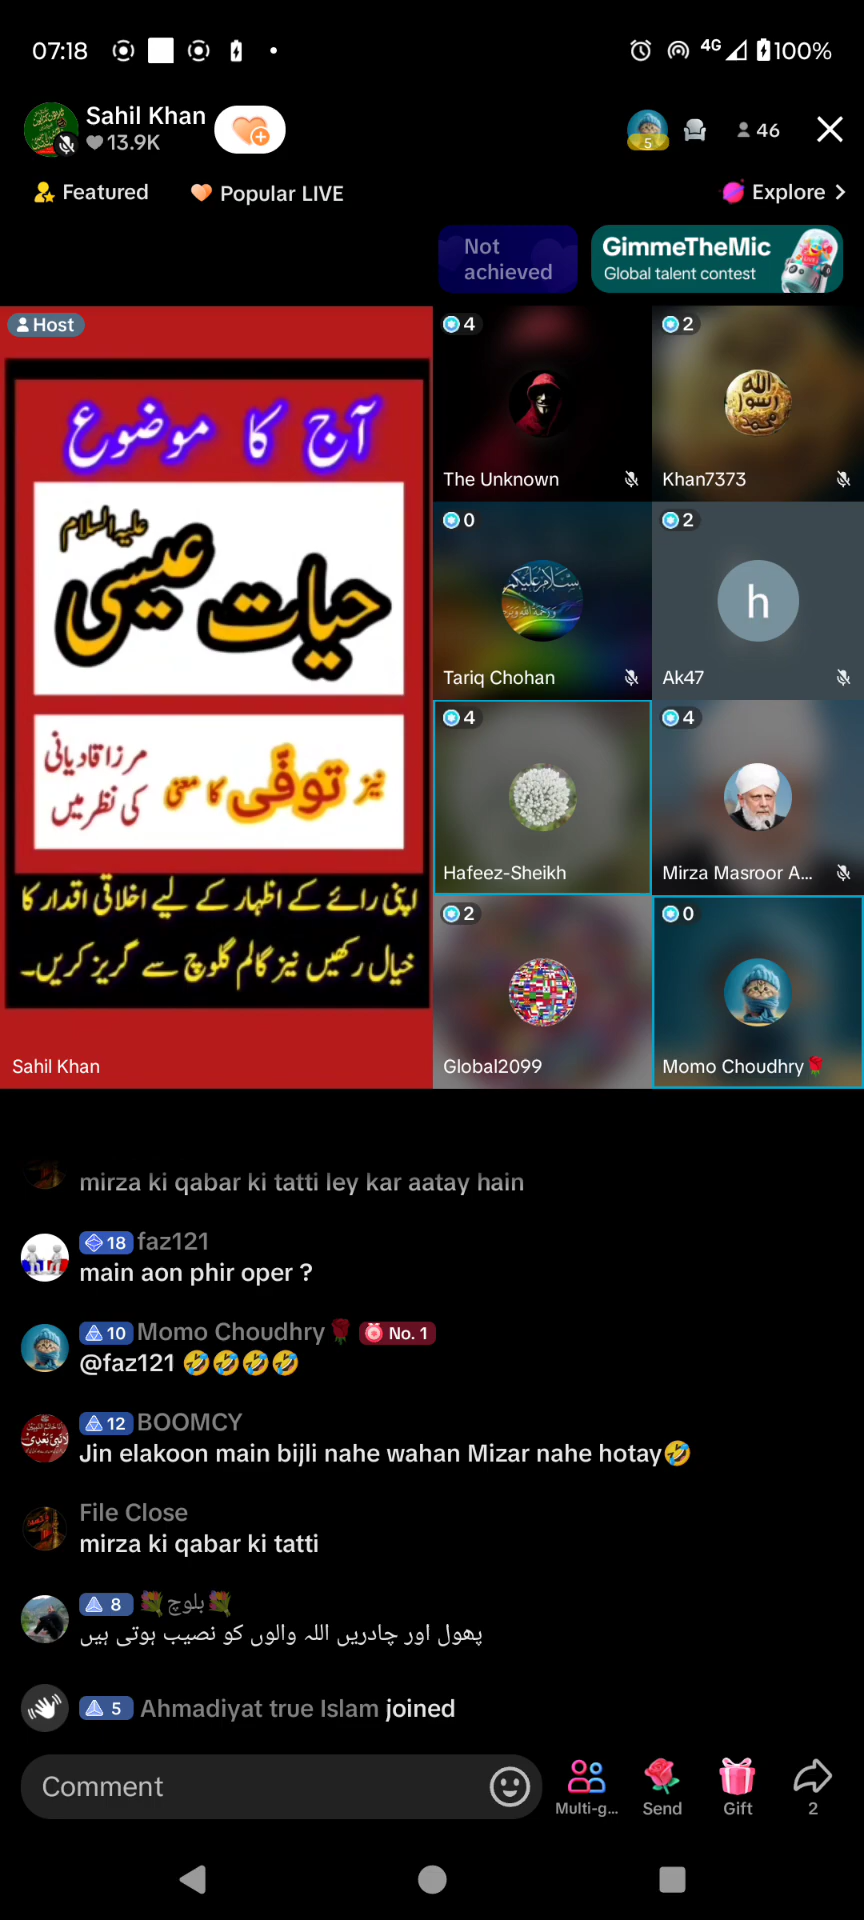 07:18
4G
100%
Sahil Khan
13.9K
5
46
Featured
Popular LIVE
Explore
Not
achieved
GimmeTheMic
Global talent contest
Host
آج کا موضوع
حیات عیسی علیہ السلام
نیز توفّی کا معنی
مرزا قادیانی
کی نظر میں
اپنی رائے کے اظہار کے لیے اخلاقی اقدار کا
خیال رکھیں نیز گالم گلوچ سے گریز کریں۔
Sahil Khan
4
The Unknown
2
الله
رسول
محمد
Khan7373
0
Tariq Chohan
2
h
Ak47
4
Hafeez-Sheikh
4
Mirza Masroor A...
2
Global2099
0
Momo Choudhry
mirza ki qabar ki tatti ley kar aatay hain
18 faz121
main aon phir oper ?
10 Momo Choudhry No. 1
@faz121 🤣🤣🤣🤣
12 BOOMCY
Jin elakoon main bijli nahe wahan Mizar nahe hotay🤣
File Close
mirza ki qabar ki tatti
8 💐بلوچ💐
پھول اور چادریں اللہ والوں کو نصیب ہوتی ہیں
5 Ahmadiyat true Islam joined
Comment
Multi-g...
Send
Gift
2